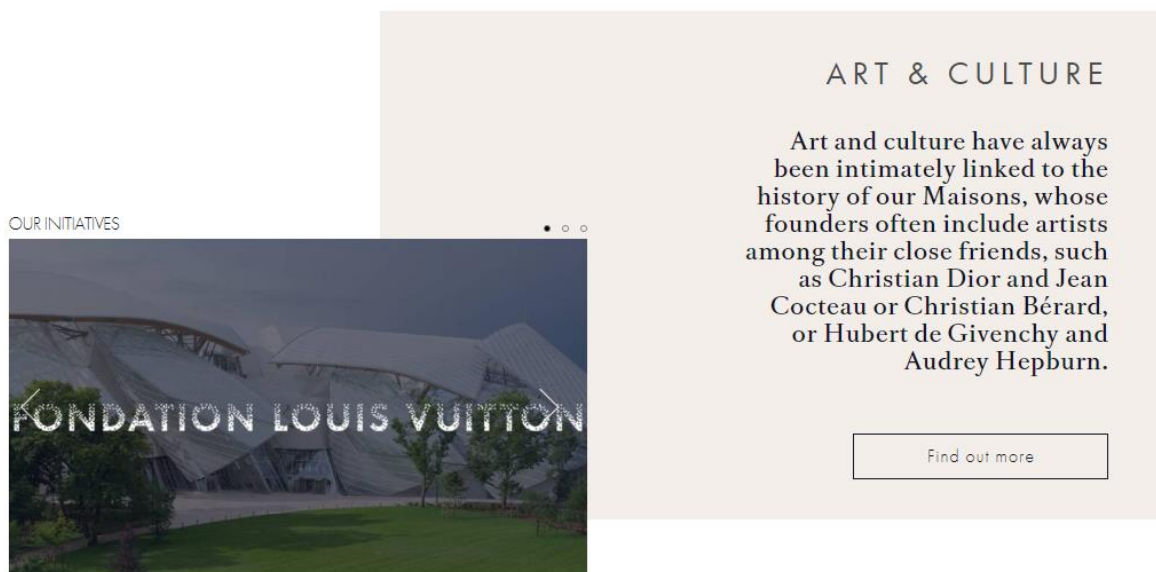 ART & CULTURE
Art and culture have always
been intimately linked to the
history of our Maisons, whose
founders often include artists
among their close friends, such
as Christian Dior and Jean
Cocteau or Christian Bérard,
or Hubert de Givenchy and
Audrey Hepburn.
Find out more
OUR INITIATIVES
FONDATION LOUIS VUITTON